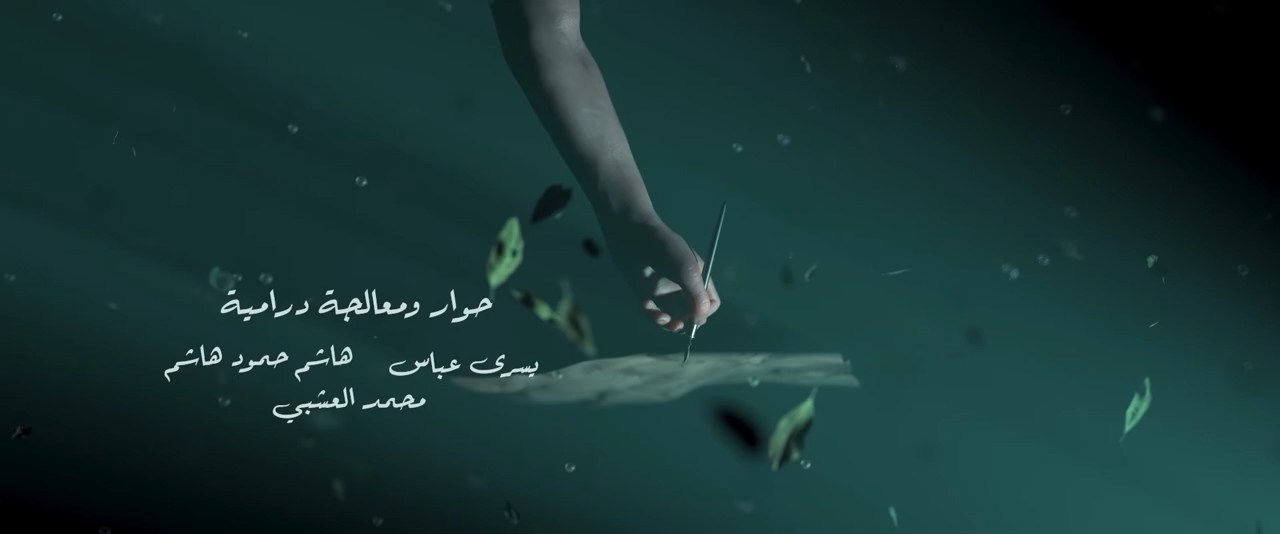 حوار ومعالجة درامية
يسرى عباس هاشم حمود هاشم
محمد العشبي